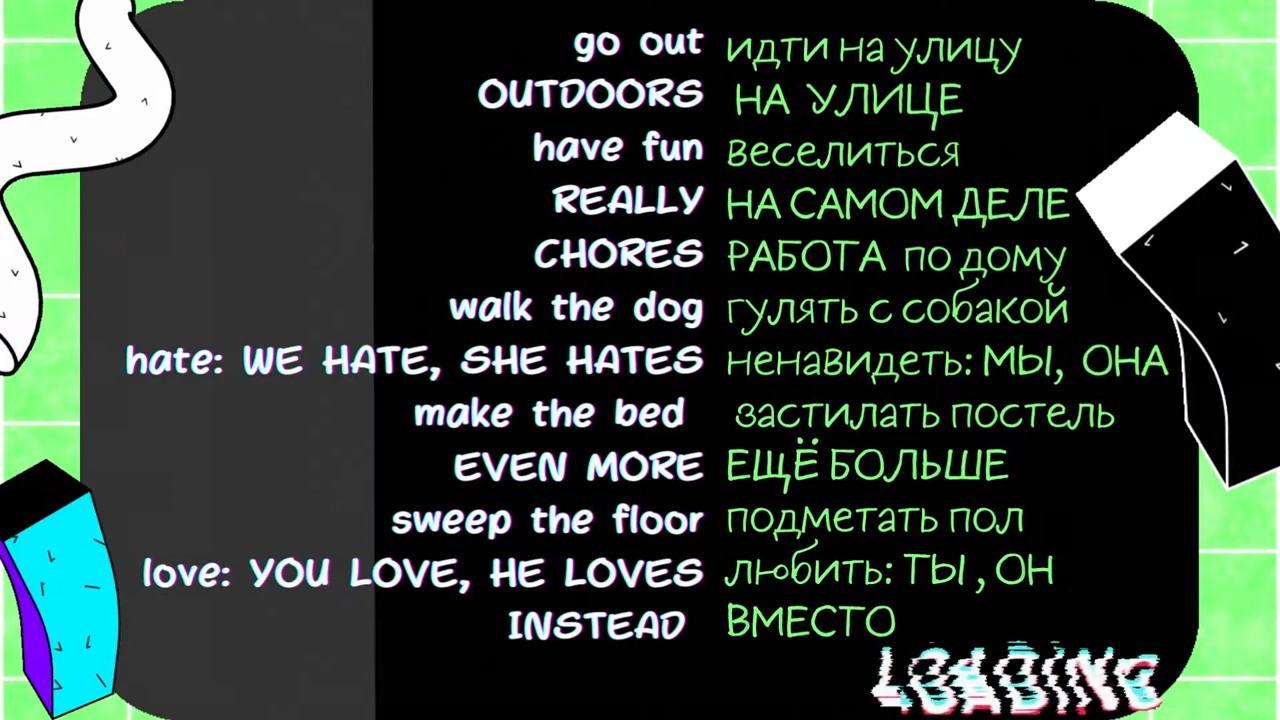 go out идти на улицу
OUTDOORS НА УЛИЦЕ
have fun веселиться
REALLY НА САМОМ ДЕЛЕ
CHORES РАБОТА по дому
walk the dog гулять с собакой
hate: WE HATE, SHE HATES ненавидеть: МЫ, ОНА
make the bed застилать постель
EVEN MORE ЕЩЁ БОЛЬШЕ
sweep the floor подметать пол
love: YOU LOVE, HE LOVES любить: ТЫ, ОН
INSTEAD ВМЕСТО
LOADING